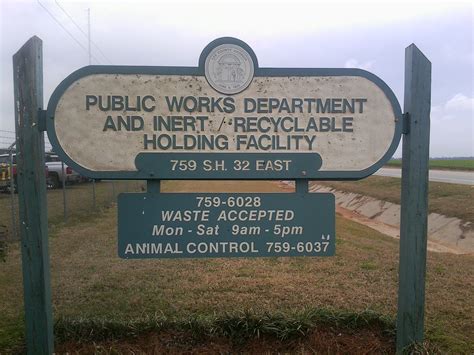 PUBLIC WORKS DEPARTMENT
AND INERT / RECYCLABLE
HOLDING FACILITY
759 S.H. 32 EAST
759-6028
WASTE ACCEPTED
Mon - Sat 9am - 5pm
ANIMAL CONTROL 759-6037